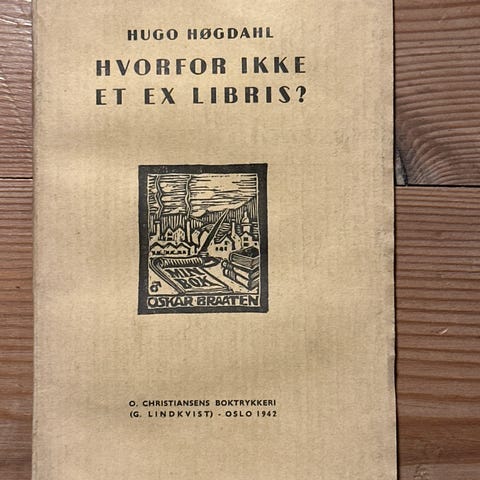 HUGO HØGDAHL
HVORFOR IKKE
ET EX LIBRIS?
MIN
BOK
OSKAR BRAATEN
O. CHRISTIANSENS BOKTRYKKERI
(G. LINDKVIST) - OSLO 1942